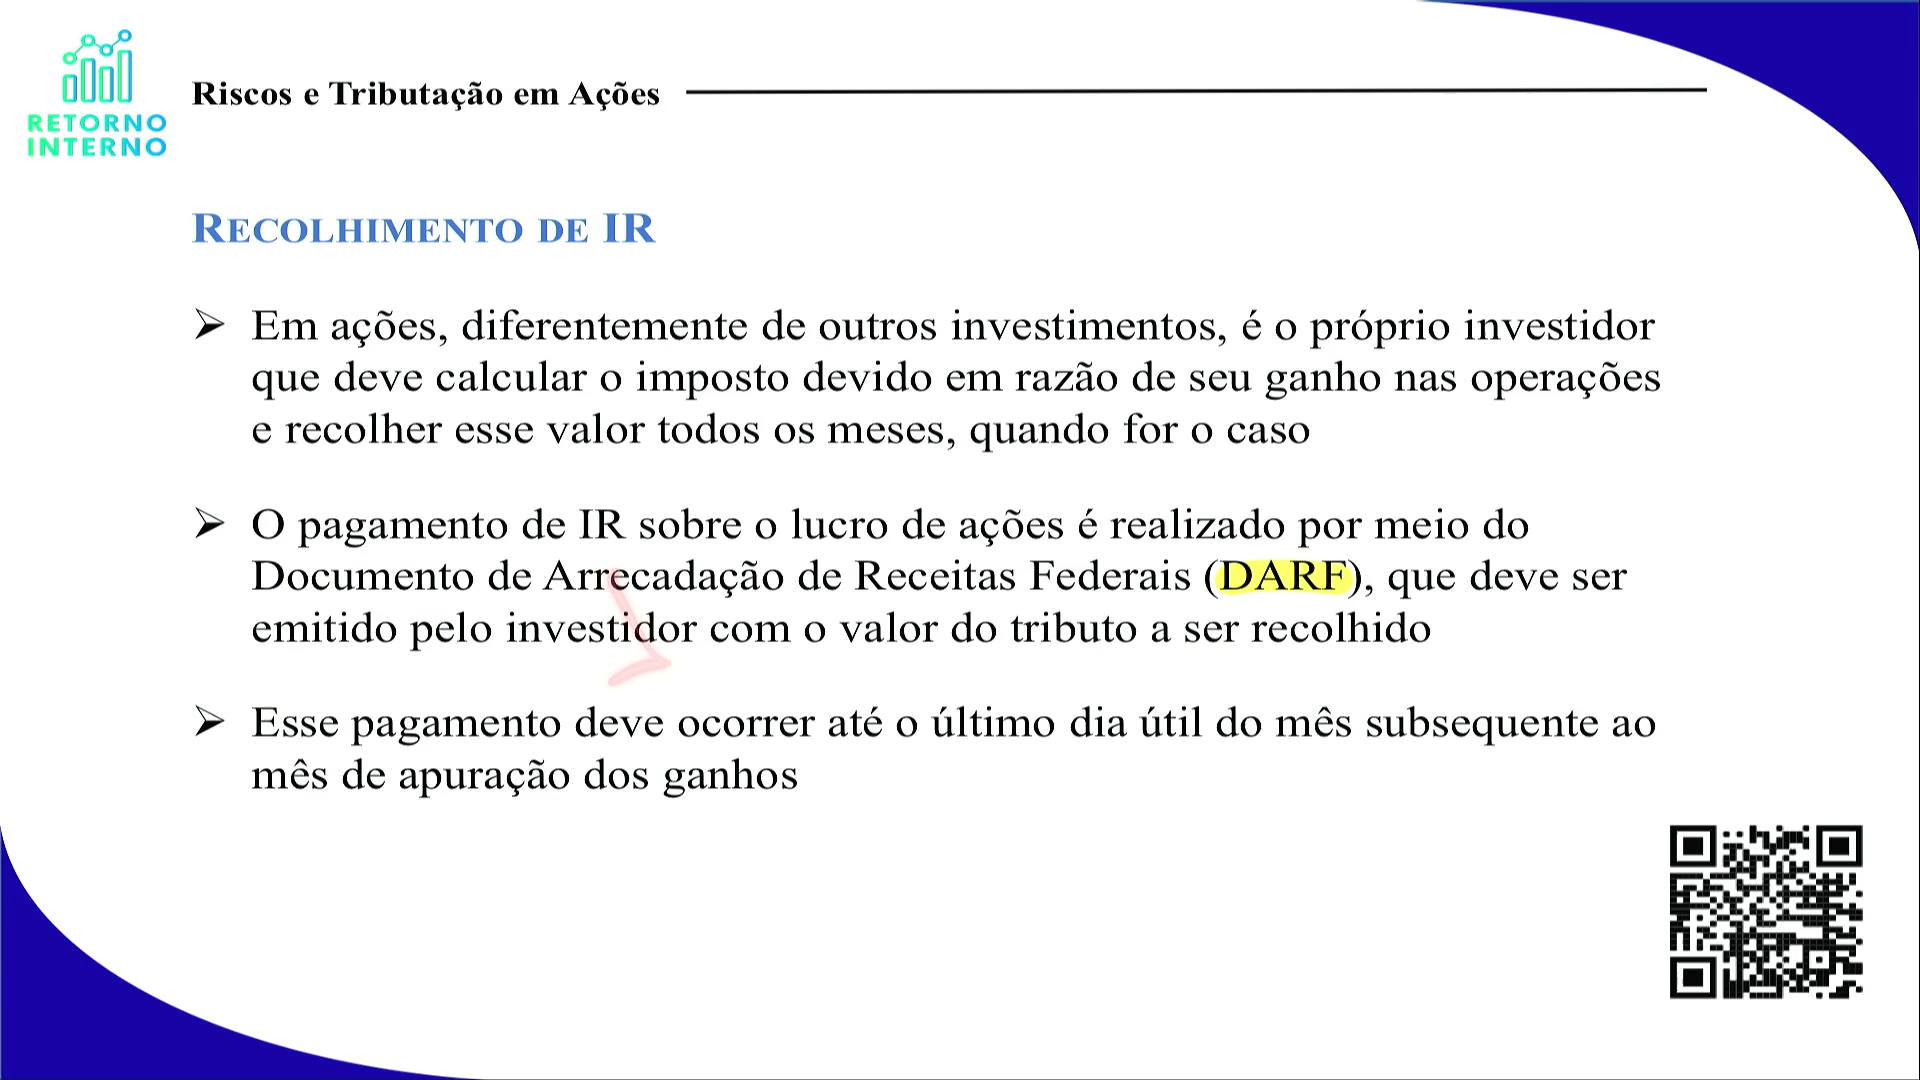 RETORNO
INTERNO
Riscos e Tributação em Ações
RECOLHIMENTO DE IR
➢ Em ações, diferentemente de outros investimentos, é o próprio investidor
que deve calcular o imposto devido em razão de seu ganho nas operações
e recolher esse valor todos os meses, quando for o caso
➢ O pagamento de IR sobre o lucro de ações é realizado por meio do
Documento de Arrecadação de Receitas Federais (DARF), que deve ser
emitido pelo investidor com o valor do tributo a ser recolhido
➢ Esse pagamento deve ocorrer até o último dia útil do mês subsequente ao
mês de apuração dos ganhos